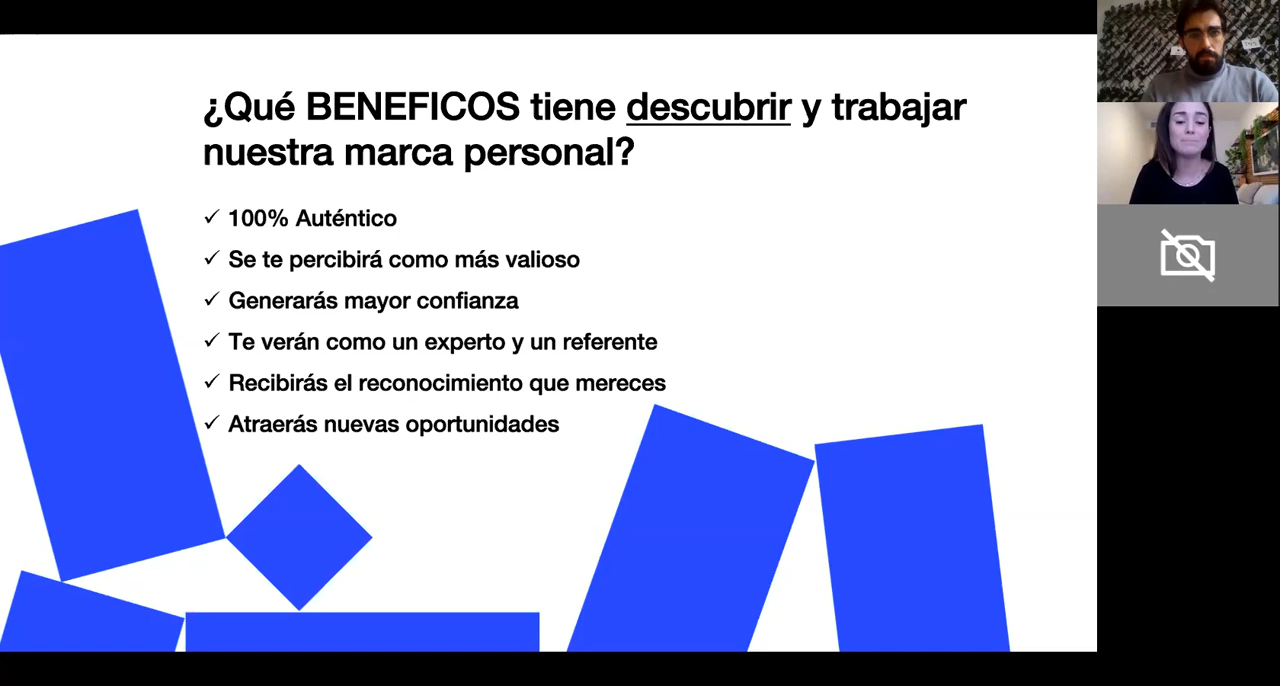 ¿Qué BENEFICOS tiene descubrir y trabajar
nuestra marca personal?
✓ 100% Auténtico
✓ Se te percibirá como más valioso
✓ Generarás mayor confianza
✓ Te verán como un experto y un referente
✓ Recibirás el reconocimiento que mereces
✓ Atraerás nuevas oportunidades